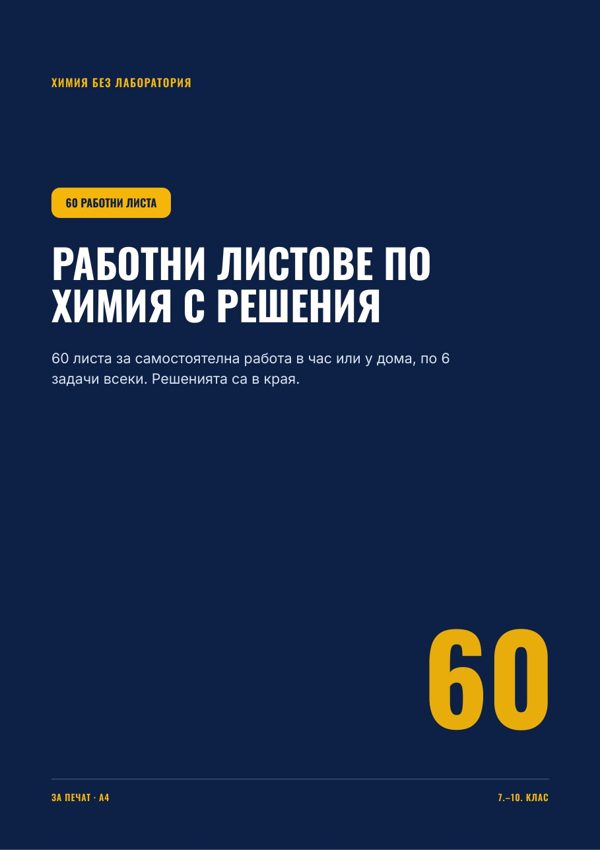 ХИМИЯ БЕЗ ЛАБОРАТОРИЯ
60 РАБОТНИ ЛИСТА
РАБОТНИ ЛИСТОВЕ ПО
ХИМИЯ С РЕШЕНИЯ
60 листа за самостоятелна работа в час или у дома, по 6
задачи всеки. Решенията са в края.
60
ЗА ПЕЧАТ · A4
7.–10. КЛАС